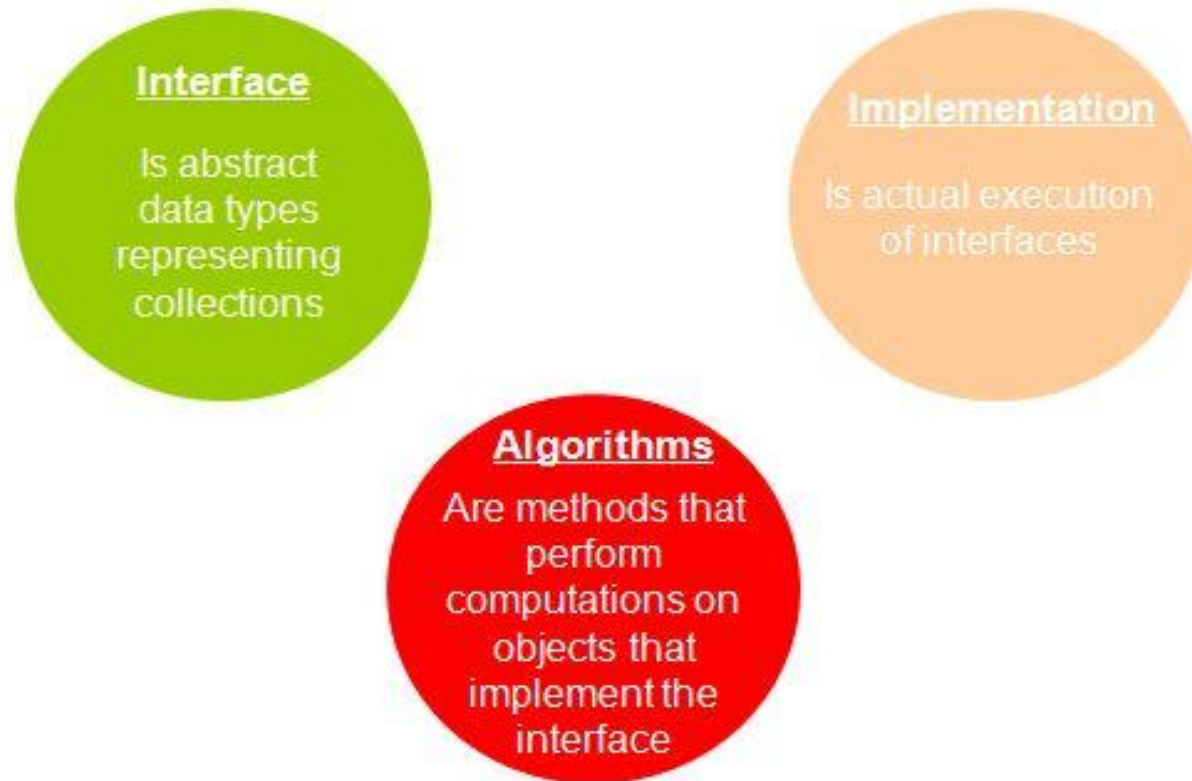 Interface
Is abstract
data types
representing
collections
Implementation
Is actual execution
of interfaces
Algorithms
Are methods that
perform
computations on
objects that
implement the
interface